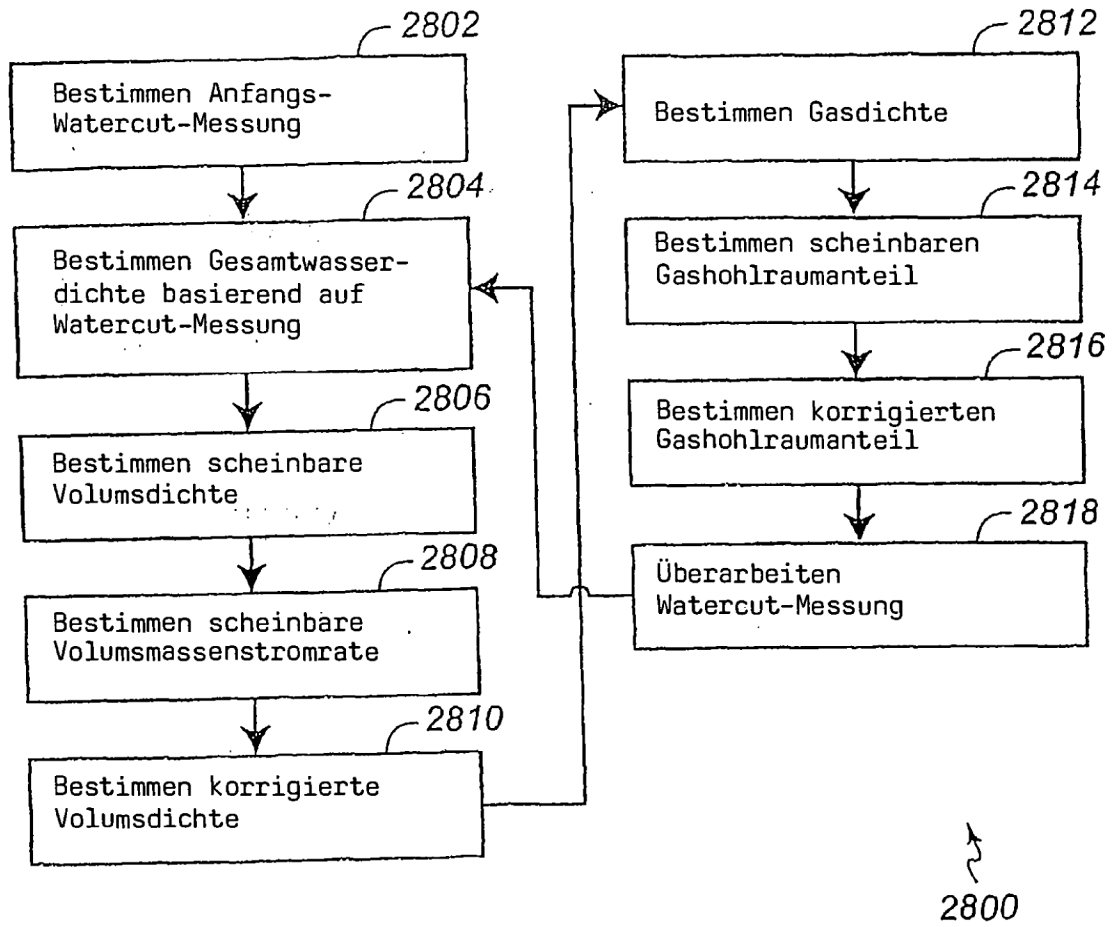 2802
Bestimmen Anfangs-
Watercut-Messung
2804
Bestimmen Gesamtwasser-
dichte basierend auf
Watercut-Messung
2806
Bestimmen scheinbare
Volumsdichte
2808
Bestimmen scheinbare
Volumsmassenstromrate
2810
Bestimmen korrigierte
Volumsdichte
2812
Bestimmen Gasdichte
2814
Bestimmen scheinbaren
Gashohlraumanteil
2816
Bestimmen korrigierten
Gashohlraumanteil
2818
Überarbeiten
Watercut-Messung
2800